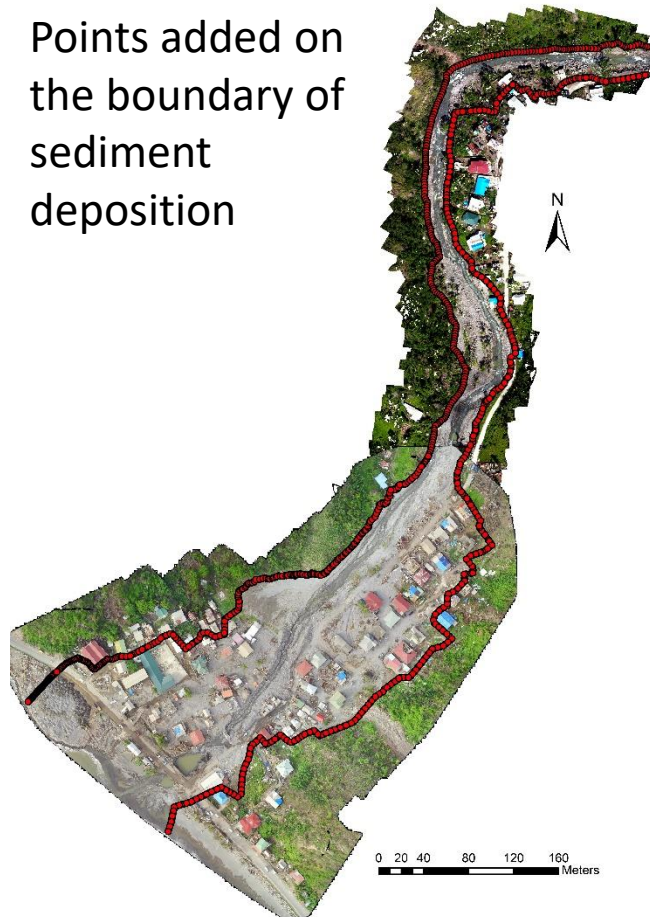 Points added on
the boundary of
sediment
deposition
N
0 20 40 80 120 160
Meters